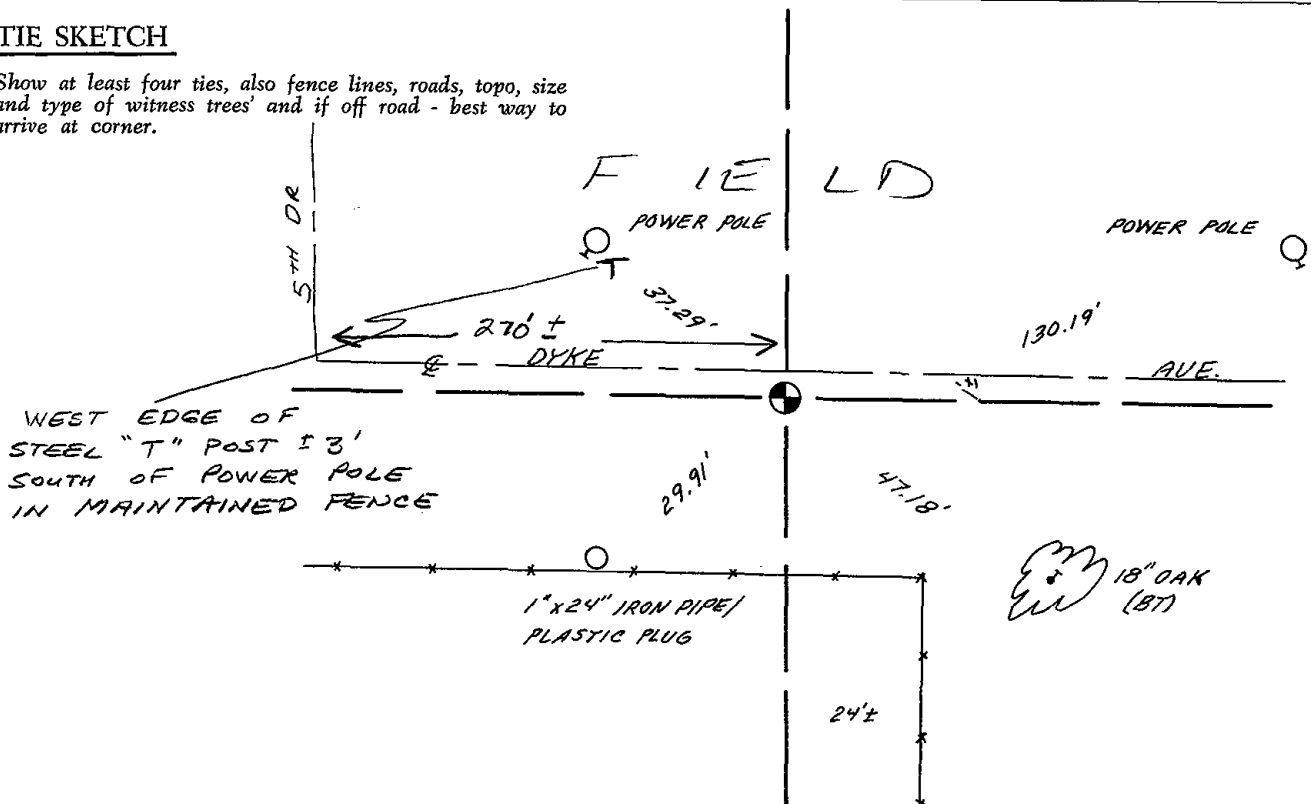 TIE SKETCH
Show at least four ties, also fence lines, roads, topo, size
and type of witness trees' and if off road - best way to
arrive at corner.
F IE LD
POWER POLE
POWER POLE
5TH DR
T
37.29'
270' ±
130.19'
℄
DYKE
AVE.
WEST EDGE OF
STEEL "T" POST ± 3'
SOUTH OF POWER POLE
IN MAINTAINED FENCE
29.91'
47.18'
18" OAK
(BT)
1" x 24" IRON PIPE/
PLASTIC PLUG
24'±